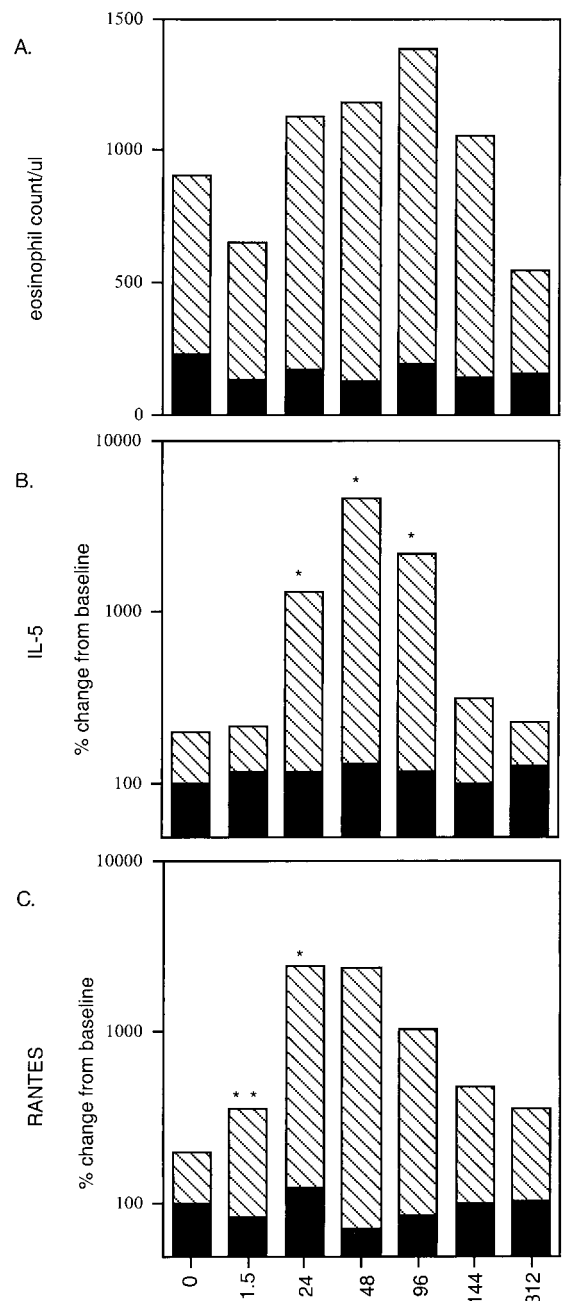 A.
eosinophil count/ul
1500
1000
500
0
B.
IL-5
% change from baseline
10000
1000
100
*
*
*
C.
RANTES
% change from baseline
10000
1000
100
* *
*
0
1.5
24
48
96
144
312